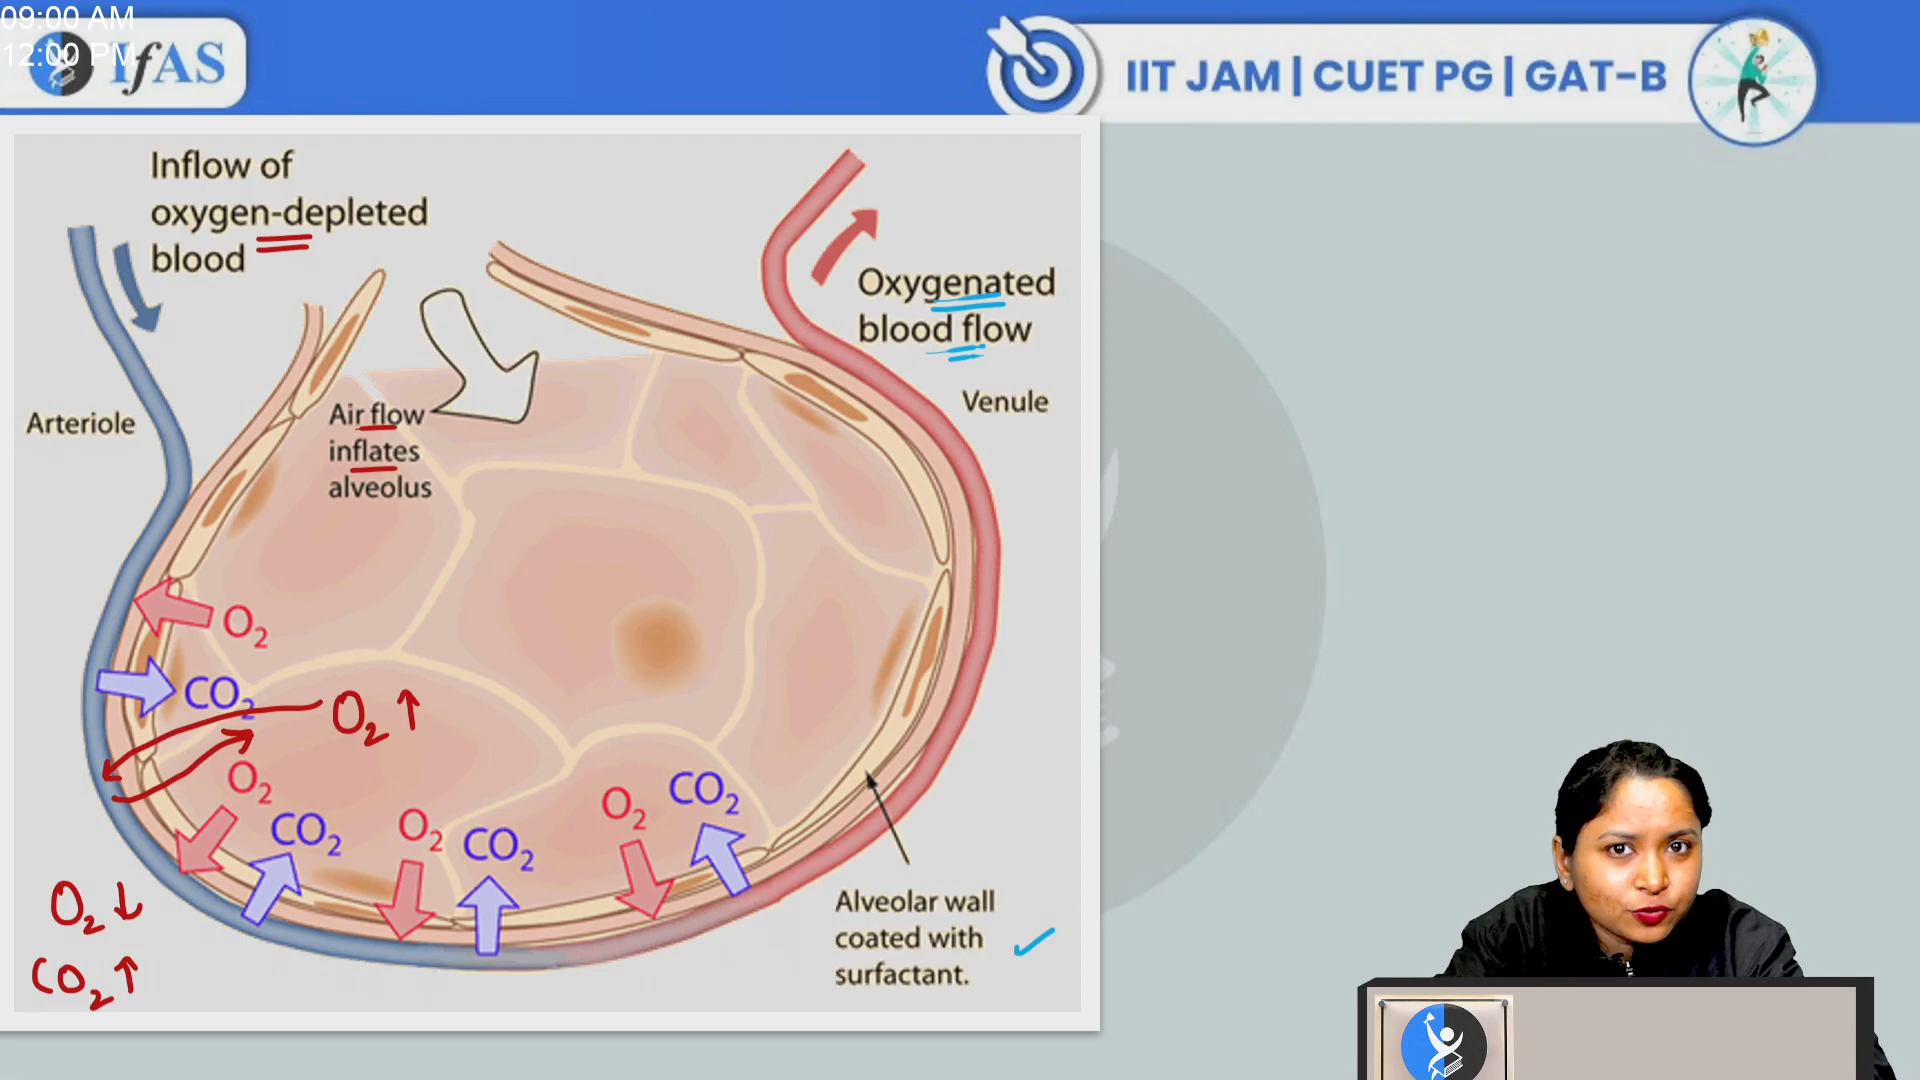 09:00 AM
12:00 PM
IfAS
IIT JAM | CUET PG | GAT-B
Inflow of
oxygen-depleted
blood
Oxygenated
blood flow
Venule
Arteriole
Air flow
inflates
alveolus
O₂
CO₂
O₂ ↑
O₂
CO₂
O₂
CO₂
O₂
CO₂
O₂ ↓
CO₂ ↑
Alveolar wall
coated with
surfactant.